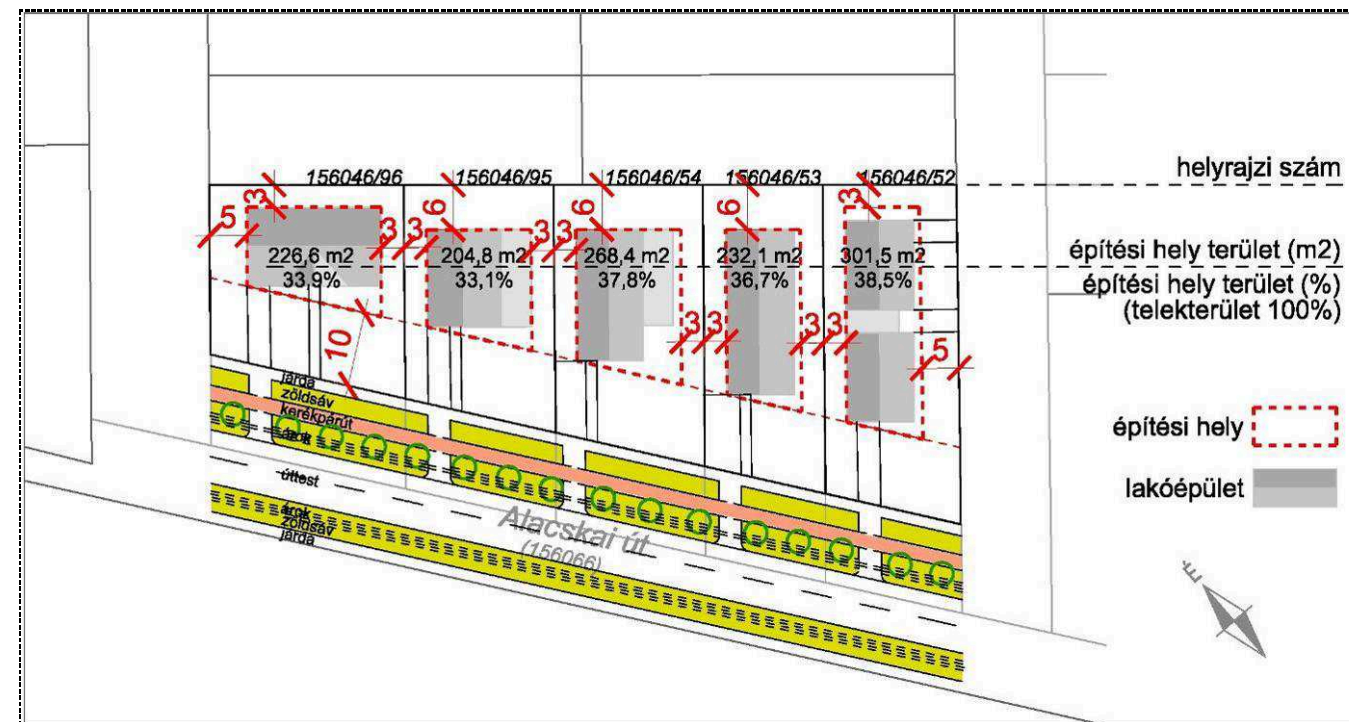 156046/96 156046/95 156046/54 156046/53 156046/52
helyrajzi szám
3 6 6 6 3
5 3 3 3 3
226,6 m2 204,8 m2 268,4 m2 232,1 m2 301,5 m2
33,9% 33,1% 37,8% 36,7% 38,5%
építési hely terület (m2)
építési hely terület (%)
(telekterület 100%)
3 3 3 3
10
5
járda
zöldsáv
kerékpárút
árok
úttest
árok
zöldsáv
járda
Alacskai út
(156066)
építési hely
lakóépület
É